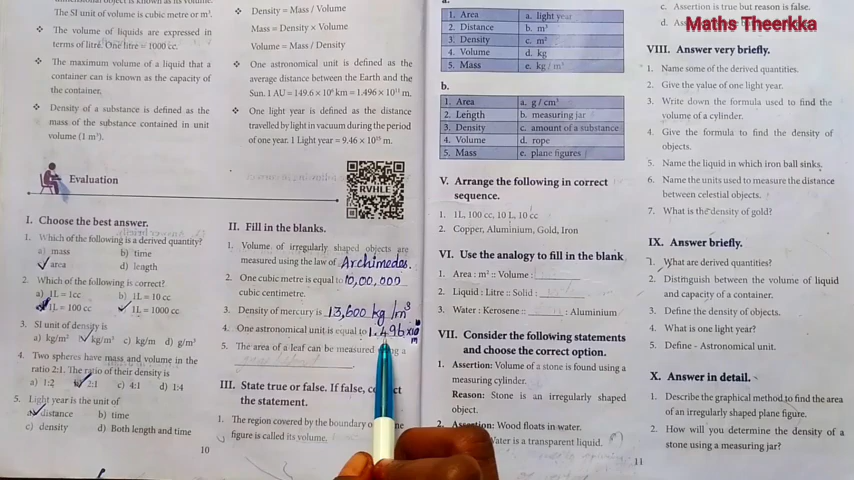 The SI unit of volume is cubic metre or m³.
❖ The volume of liquids are expressed in
terms of litre. One litre = 1000 cc.
❖ The maximum volume of a liquid that a
container can is known as the capacity of
the container.
❖ Density of a substance is defined as the
mass of the substance contained in unit
volume (1 m³).
❖ Density = Mass / Volume
Mass = Density × Volume
Volume = Mass / Density
❖ One astronomical unit is defined as the
average distance between the Earth and the
Sun. 1 AU = 149.6 × 10⁶ km = 1.496 × 10¹¹ m.
❖ One light year is defined as the distance
travelled by light in vacuum during the period
of one year. 1 Light year = 9.46 × 10¹⁵ m.
Evaluation
RVHLE
I. Choose the best answer.
1. Which of the following is a derived quantity?
a) mass b) time
area d) length
2. Which of the following is correct?
a) 1L = 1cc b) 1L = 10 cc
1L = 100 cc 1L = 1000 cc
3. SI unit of density is
a) kg/m² kg/m³ c) kg/m d) g/m³
4. Two spheres have mass and volume in the
ratio 2:1. The ratio of their density is
a) 1:2 2:1 c) 4:1 d) 1:4
5. Light year is the unit of
distance b) time
c) density d) Both length and time
10
II. Fill in the blanks.
1. Volume of irregularly shaped objects are
measured using the law of Archimedes.
2. One cubic metre is equal to 10,00,000
cubic centimetre.
3. Density of mercury is 13,600 kg/m³
4. One astronomical unit is equal to 1.496×10 m
5. The area of a leaf can be measured using a
III. State true or false. If false, correct
the statement.
1. The region covered by the boundary of
figure is called its volume.
a.
1. Area a. light year
2. Distance b. m³
3. Density c. m²
4. Volume d. kg
5. Mass e. kg / m³
b.
1. Area a. g / cm³
2. Length b. measuring jar
3. Density c. amount of a substance
4. Volume d. rope
5. Mass e. plane figures
V. Arrange the following in correct
sequence.
1. 1L, 100 cc, 10 L, 10 cc
2. Copper, Aluminium, Gold, Iron
VI. Use the analogy to fill in the blank
1. Area : m² :: Volume :
2. Liquid : Litre :: Solid :
3. Water : Kerosene :: : Aluminium
VII. Consider the following statements
and choose the correct option.
1. Assertion: Volume of a stone is found using a
measuring cylinder.
Reason: Stone is an irregularly shaped
object.
2. Assertion: Wood floats in water.
Water is a transparent liquid.
c. Assertion is true but reason is false.
d.
Maths Theerkka
VIII. Answer very briefly.
1. Name some of the derived quantities.
2. Give the value of one light year.
3. Write down the formula used to find the
volume of a cylinder.
4. Give the formula to find the density of
objects.
5. Name the liquid in which iron ball sinks.
6. Name the units used to measure the distance
between celestial objects.
7. What is the density of gold?
IX. Answer briefly.
1. What are derived quantities?
2. Distinguish between the volume of liquid
and capacity of a container.
3. Define the density of objects.
4. What is one light year?
5. Define - Astronomical unit.
X. Answer in detail.
1. Describe the graphical method to find the area
of an irregularly shaped plane figure.
2. How will you determine the density of a
stone using a measuring jar?
11